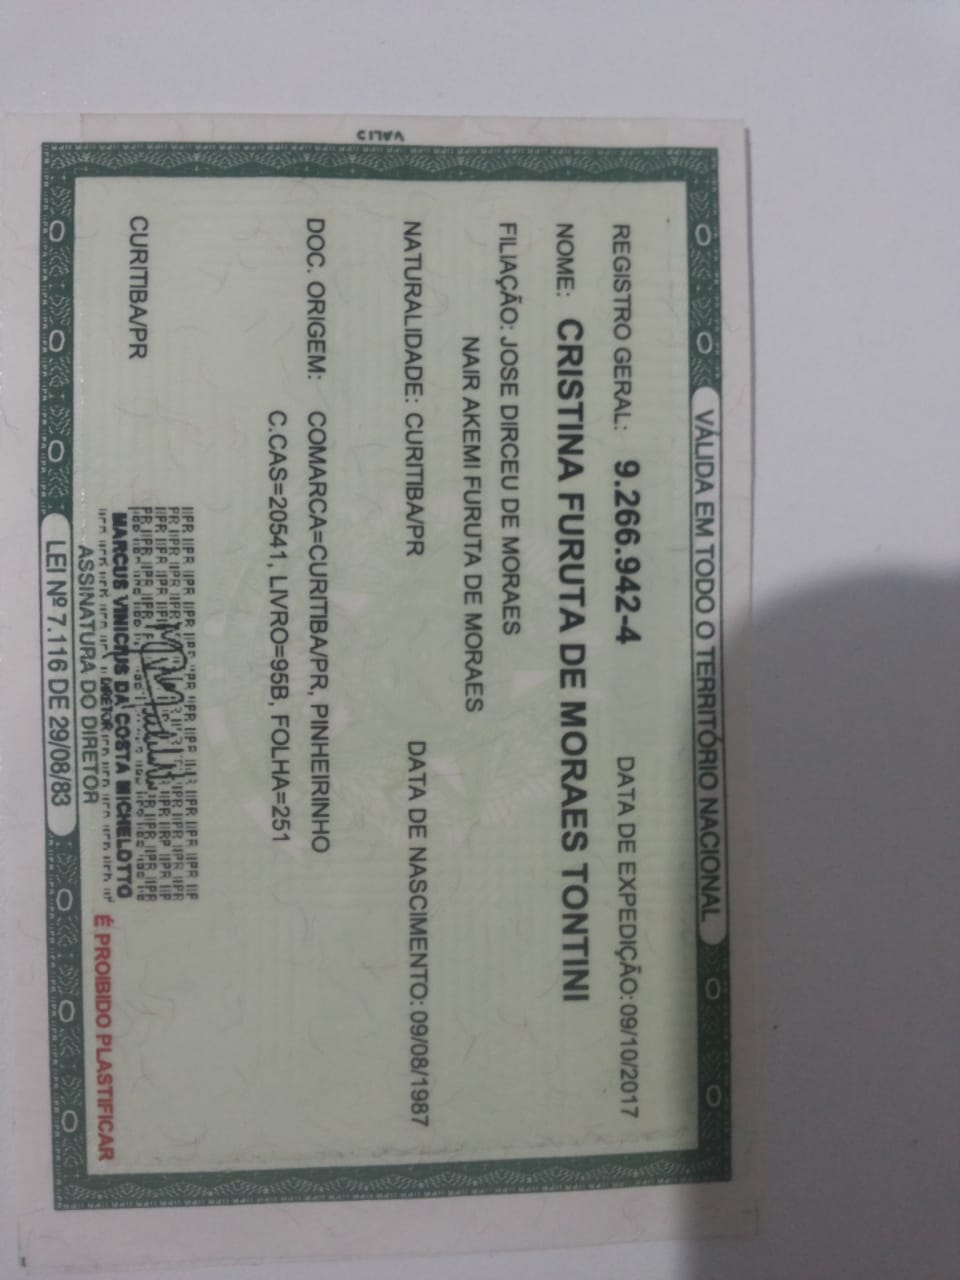 VÁLIDA EM TODO O TERRITÓRIO NACIONAL
REGISTRO GERAL: 9.266.942-4 DATA DE EXPEDIÇÃO: 09/10/2017
NOME: CRISTINA FURUTA DE MORAES TONTINI
FILIAÇÃO: JOSE DIRCEU DE MORAES
NAIR AKEMI FURUTA DE MORAES
NATURALIDADE: CURITIBA/PR DATA DE NASCIMENTO: 09/08/1987
DOC. ORIGEM: COMARCA=CURITIBA/PR, PINHEIRINHO
C.CAS=20541, LIVRO=95B, FOLHA=251
CURITIBA/PR
MARCUS VINICIUS DA COSTA MICHELOTTO
DIRETOR
ASSINATURA DO DIRETOR
É PROIBIDO PLASTIFICAR
LEI Nº 7.116 DE 29/08/83